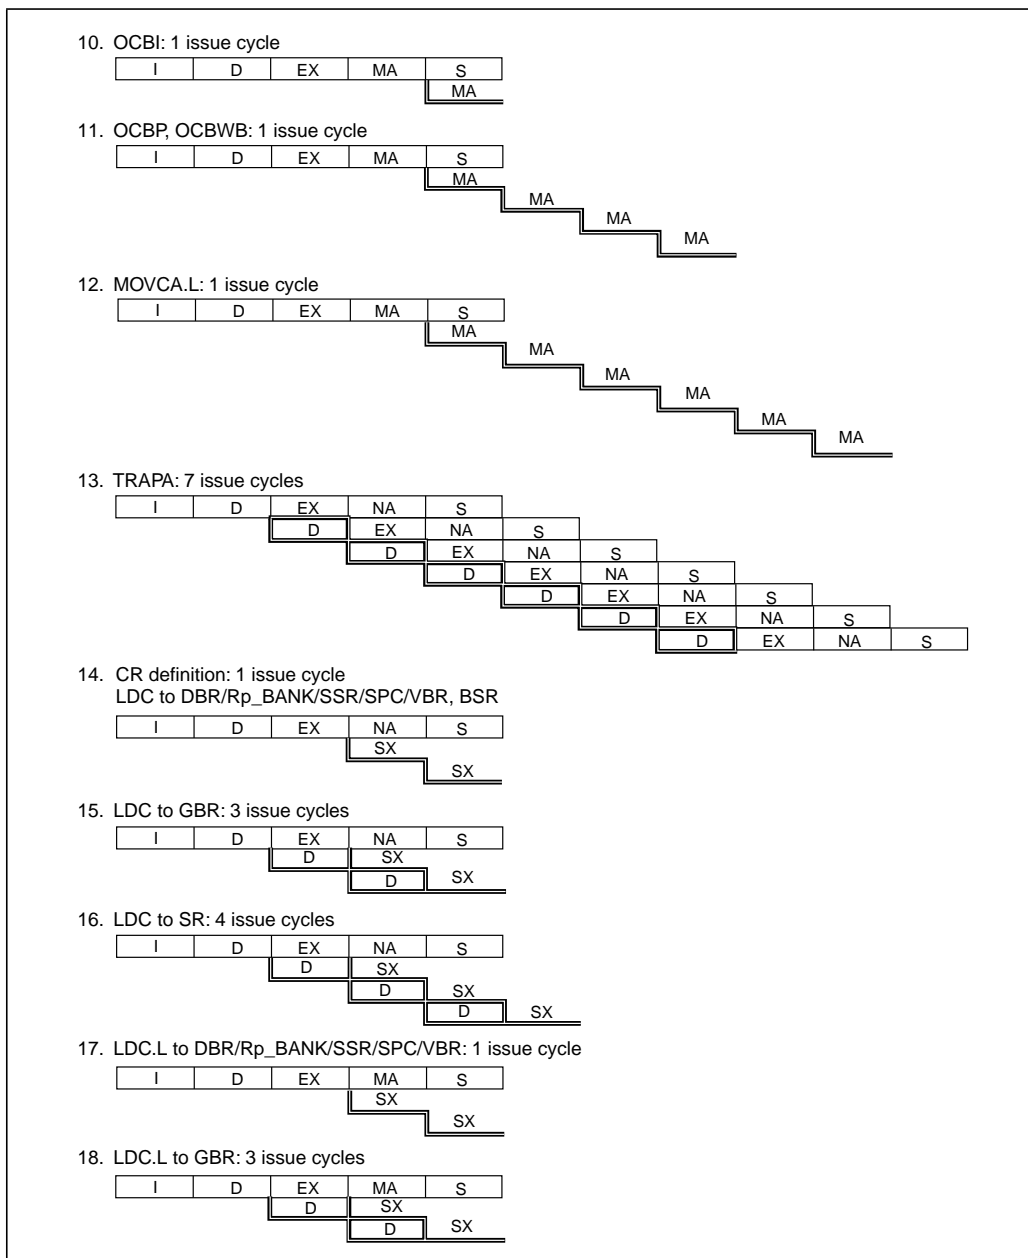 10. OCBI: 1 issue cycle
I D EX MA S
MA
11. OCBP, OCBWB: 1 issue cycle
I D EX MA S
MA
MA
MA
MA
12. MOVCA.L: 1 issue cycle
I D EX MA S
MA
MA
MA
MA
MA
MA
13. TRAPA: 7 issue cycles
I D EX NA S
D EX NA S
D EX NA S
D EX NA S
D EX NA S
D EX NA S
D EX NA S
14. CR definition: 1 issue cycle
LDC to DBR/Rp_BANK/SSR/SPC/VBR, BSR
I D EX NA S
SX
SX
15. LDC to GBR: 3 issue cycles
I D EX NA S
D SX
D SX
16. LDC to SR: 4 issue cycles
I D EX NA S
D SX
D SX
D SX
17. LDC.L to DBR/Rp_BANK/SSR/SPC/VBR: 1 issue cycle
I D EX MA S
SX
SX
18. LDC.L to GBR: 3 issue cycles
I D EX MA S
D SX
D SX